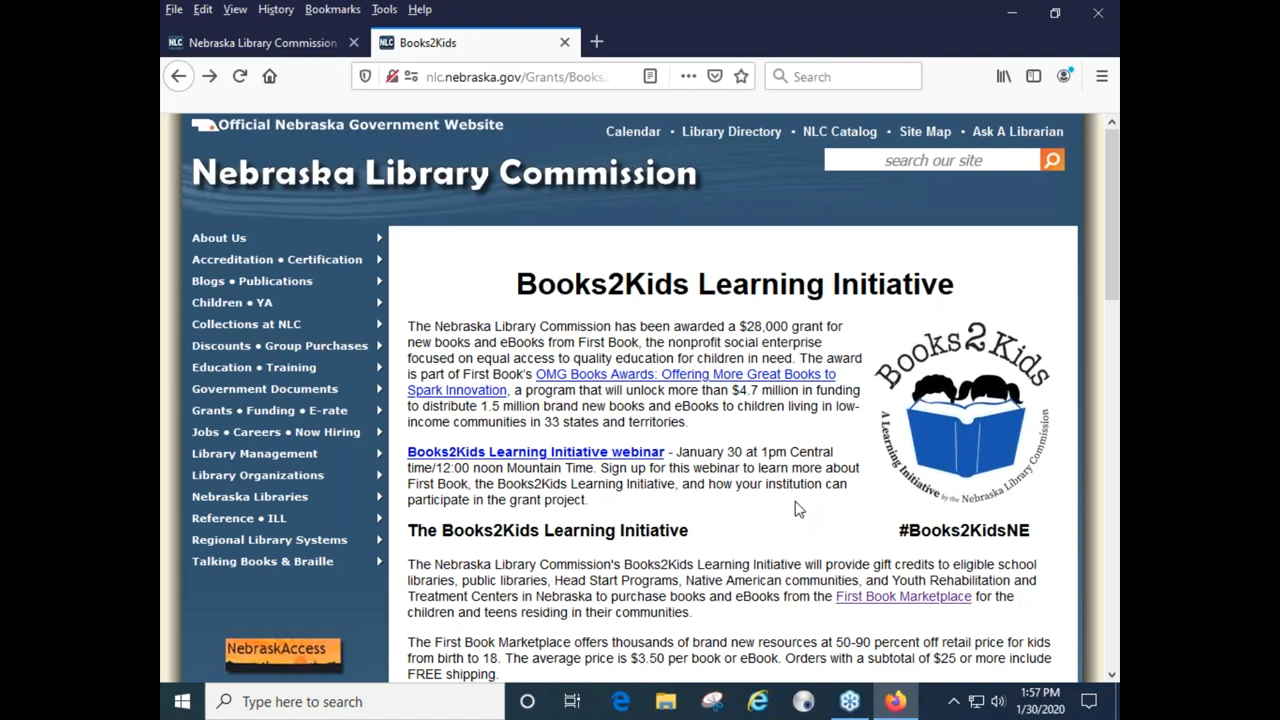 File Edit View History Bookmarks Tools Help
NLC Nebraska Library Commission
NLC Books2Kids
nlc.nebraska.gov/Grants/Books
Search
Official Nebraska Government Website
Calendar • Library Directory • NLC Catalog • Site Map • Ask A Librarian
search our site
Nebraska Library Commission
About Us
Accreditation • Certification
Blogs • Publications
Children • YA
Collections at NLC
Discounts • Group Purchases
Education • Training
Government Documents
Grants • Funding • E-rate
Jobs • Careers • Now Hiring
Library Management
Library Organizations
Nebraska Libraries
Reference • ILL
Regional Library Systems
Talking Books & Braille
NebraskAccess
Books2Kids Learning Initiative
The Nebraska Library Commission has been awarded a $28,000 grant for
new books and eBooks from First Book, the nonprofit social enterprise
focused on equal access to quality education for children in need. The award
is part of First Book's OMG Books Awards: Offering More Great Books to
Spark Innovation, a program that will unlock more than $4.7 million in funding
to distribute 1.5 million brand new books and eBooks to children living in low-
income communities in 33 states and territories.
Books2Kids Learning Initiative webinar - January 30 at 1pm Central
time/12:00 noon Mountain Time. Sign up for this webinar to learn more about
First Book, the Books2Kids Learning Initiative, and how your institution can
participate in the grant project.
Books2Kids
A Learning Initiative by the Nebraska Library Commission
The Books2Kids Learning Initiative
#Books2KidsNE
The Nebraska Library Commission's Books2Kids Learning Initiative will provide gift credits to eligible school
libraries, public libraries, Head Start Programs, Native American communities, and Youth Rehabilitation and
Treatment Centers in Nebraska to purchase books and eBooks from the First Book Marketplace for the
children and teens residing in their communities.
The First Book Marketplace offers thousands of brand new resources at 50-90 percent off retail price for kids
from birth to 18. The average price is $3.50 per book or eBook. Orders with a subtotal of $25 or more include
FREE shipping.
Type here to search
1:57 PM
1/30/2020